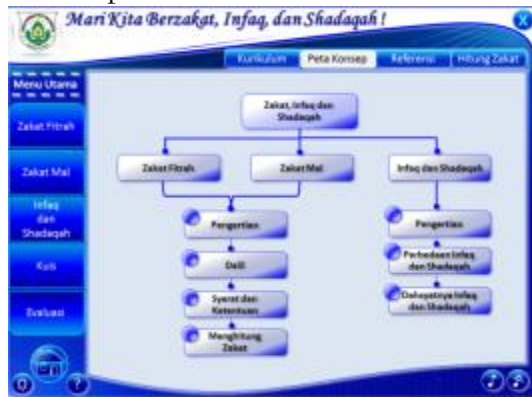 Mari Kita Berzakat, Infaq, dan Shadaqah !
Kurikulum
Peta Konsep
Referensi
Hitung Zakat
Menu Utama
Zakat Fitrah
Zakat Mal
Infaq
dan
Shadaqah
Kuis
Evaluasi
Zakat, Infaq dan
Shadaqah
Zakat Fitrah
Zakat Mal
Infaq dan Shadaqah
Pengertian
Dalil
Syarat dan
Ketentuan
Menghitung
Zakat
Pengertian
Perbedaan Infaq
dan Shadaqah
Infaq
dan Shadaqah